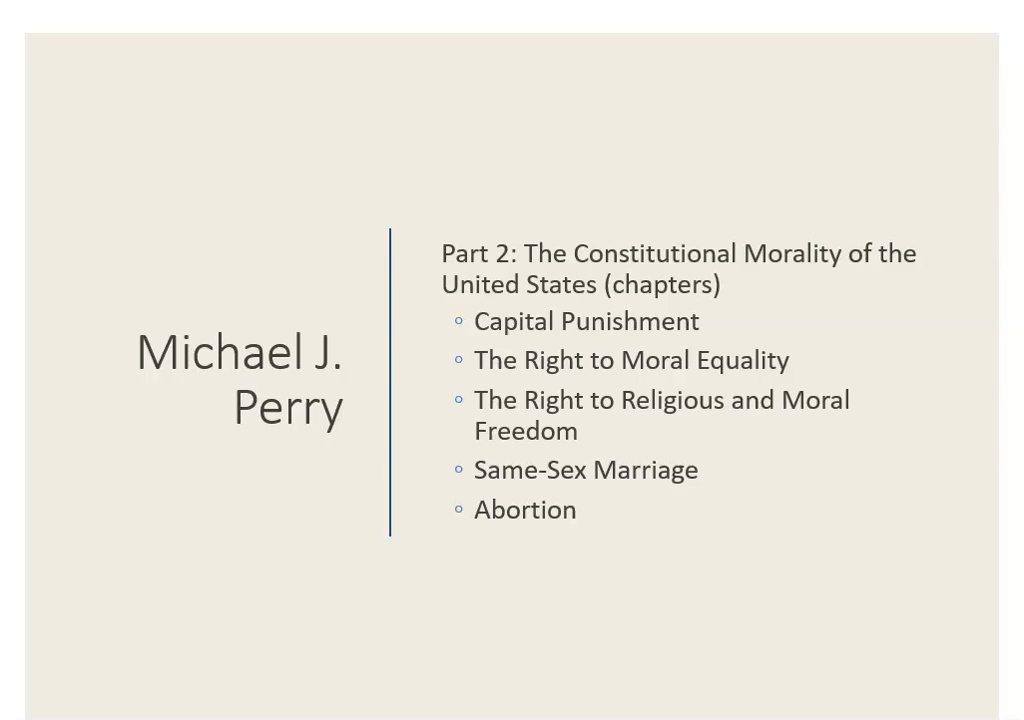 Michael J.
Perry
Part 2: The Constitutional Morality of the
United States (chapters)
◦ Capital Punishment
◦ The Right to Moral Equality
◦ The Right to Religious and Moral
Freedom
◦ Same-Sex Marriage
◦ Abortion